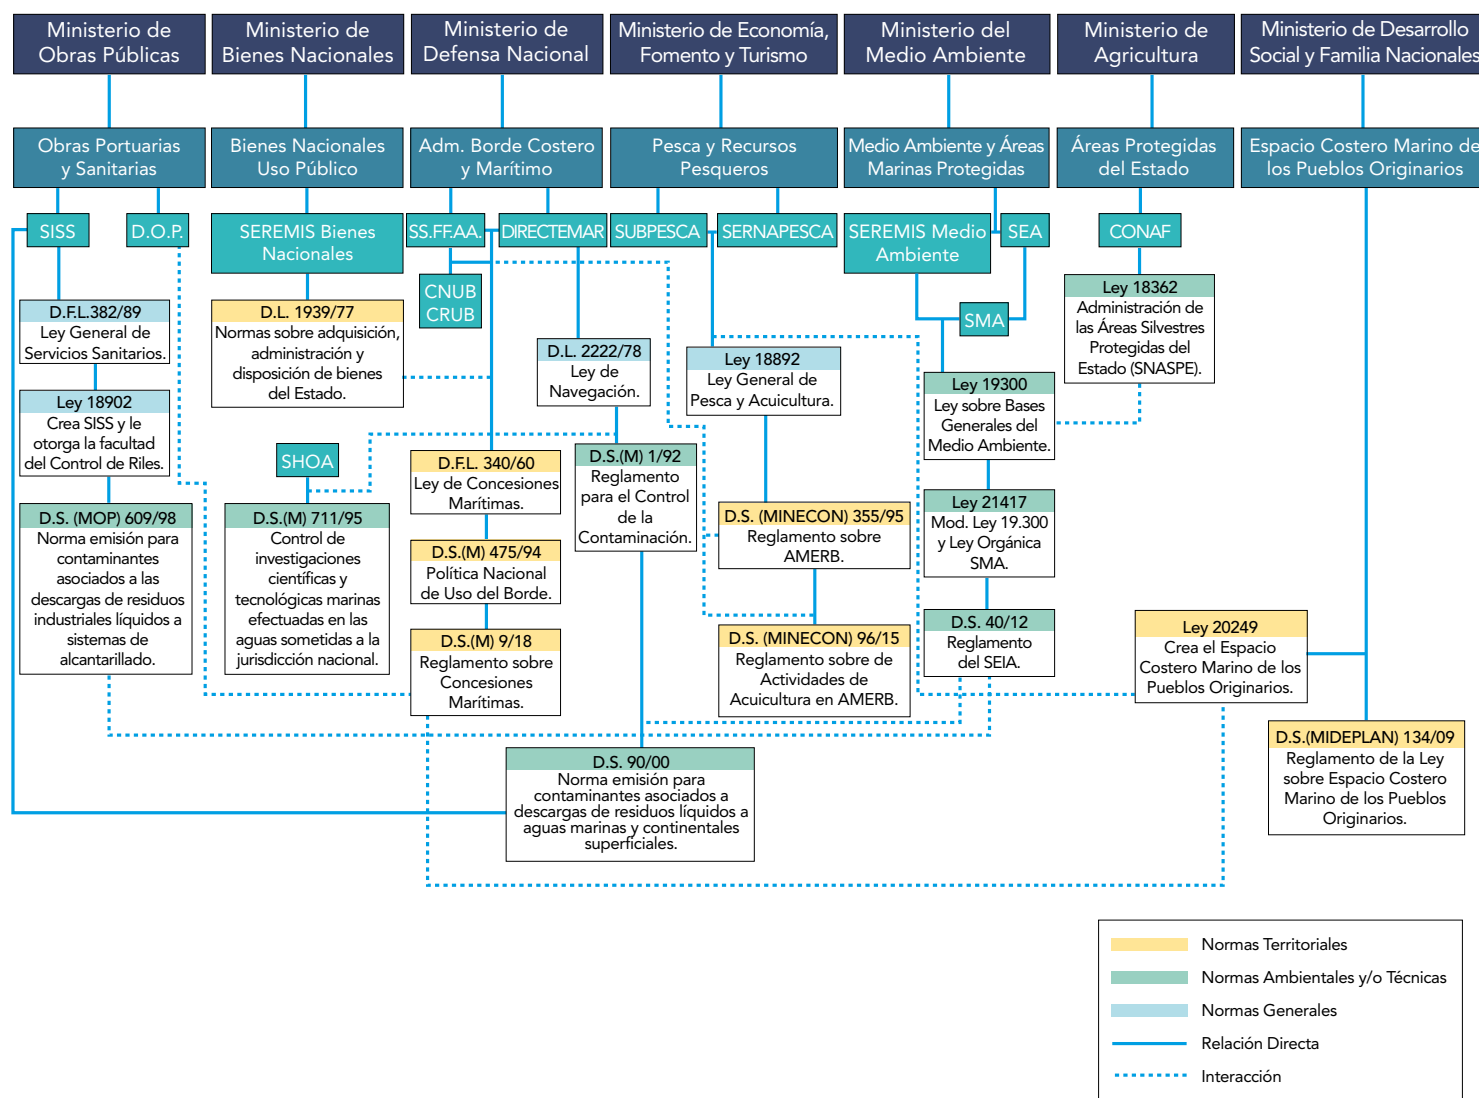 Ministerio de
Obras Públicas
Ministerio de
Bienes Nacionales
Ministerio de
Defensa Nacional
Ministerio de Economía,
Fomento y Turismo
Ministerio del
Medio Ambiente
Ministerio de
Agricultura
Ministerio de Desarrollo
Social y Familia Nacionales
Obras Portuarias
y Sanitarias
Bienes Nacionales
Uso Público
Adm. Borde Costero
y Marítimo
Pesca y Recursos
Pesqueros
Medio Ambiente y Áreas
Marinas Protegidas
Áreas Protegidas
del Estado
Espacio Costero Marino de
los Pueblos Originarios
SISS
D.O.P.
SEREMIS Bienes
Nacionales
SS.FF.AA.
DIRECTEMAR
SUBPESCA
SERNAPESCA
SEREMIS Medio
Ambiente
SEA
CONAF
CNUB
CRUB
SMA
D.F.L.382/89
Ley General de
Servicios Sanitarios.
D.L. 1939/77
Normas sobre adquisición,
administración y
disposición de bienes
del Estado.
D.L. 2222/78
Ley de
Navegación.
Ley 18892
Ley General de
Pesca y Acuicultura.
Ley 18362
Administración de
las Áreas Silvestres
Protegidas del
Estado (SNASPE).
Ley 19300
Ley sobre Bases
Generales del
Medio Ambiente.
Ley 18902
Crea SISS y le
otorga la facultad
del Control de Riles.
SHOA
D.F.L. 340/60
Ley de Concesiones
Marítimas.
D.S.(M) 1/92
Reglamento
para el Control
de la
Contaminación.
D.S. (MOP) 609/98
Norma emisión para
contaminantes
asociados a las
descargas de residuos
industriales líquidos a
sistemas de
alcantarillado.
D.S.(M) 711/95
Control de
investigaciones
científicas y
tecnológicas marinas
efectuadas en las
aguas sometidas a la
jurisdicción nacional.
D.S.(M) 475/94
Política Nacional
de Uso del Borde.
D.S. (MINECON) 355/95
Reglamento sobre
AMERB.
Ley 21417
Mod. Ley 19.300
y Ley Orgánica
SMA.
D.S.(M) 9/18
Reglamento sobre
Concesiones
Marítimas.
D.S. (MINECON) 96/15
Reglamento sobre de
Actividades de
Acuicultura en AMERB.
D.S. 40/12
Reglamento
del SEIA.
Ley 20249
Crea el Espacio
Costero Marino de los
Pueblos Originarios.
D.S.(MIDEPLAN) 134/09
Reglamento de la Ley
sobre Espacio Costero
Marino de los Pueblos
Originarios.
D.S. 90/00
Norma emisión para
contaminantes asociados a
descargas de residuos líquidos a
aguas marinas y continentales
superficiales.
Normas Territoriales
Normas Ambientales y/o Técnicas
Normas Generales
Relación Directa
Interacción